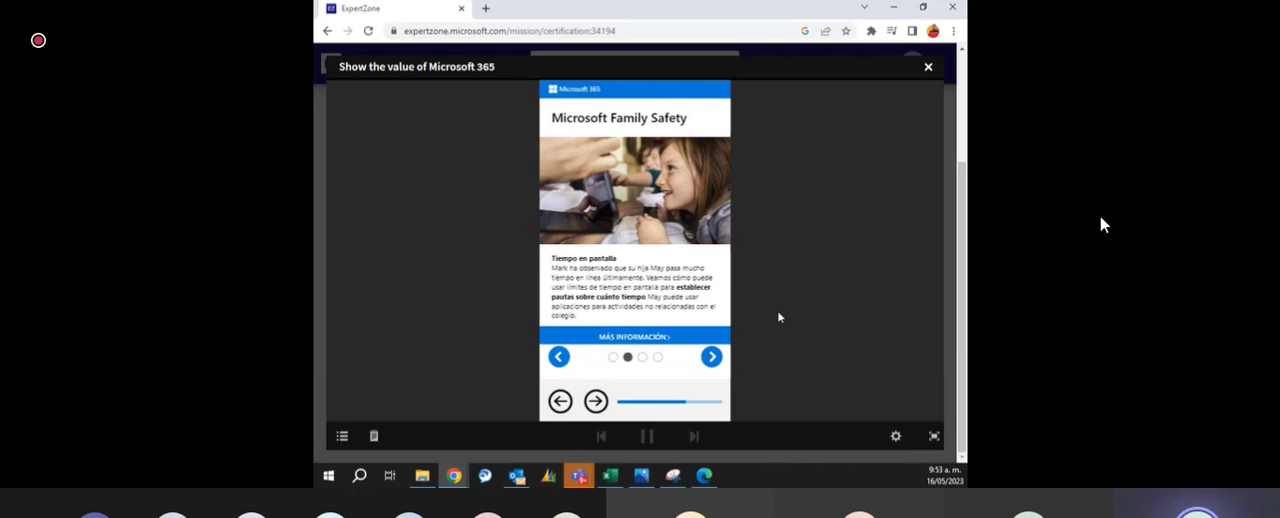 ExpertZone
expertzone.microsoft.com/mission/certification:34194
Show the value of Microsoft 365
Microsoft 365
Microsoft Family Safety
Tiempo en pantalla
Mark ha observado que su hija May pasa mucho
tiempo en línea últimamente. Veamos cómo puede
usar límites de tiempo en pantalla para establecer
pautas sobre cuánto tiempo May puede usar
aplicaciones para actividades no relacionadas con el
colegio.
MÁS INFORMACIÓN
9:53 a. m.
16/05/2023